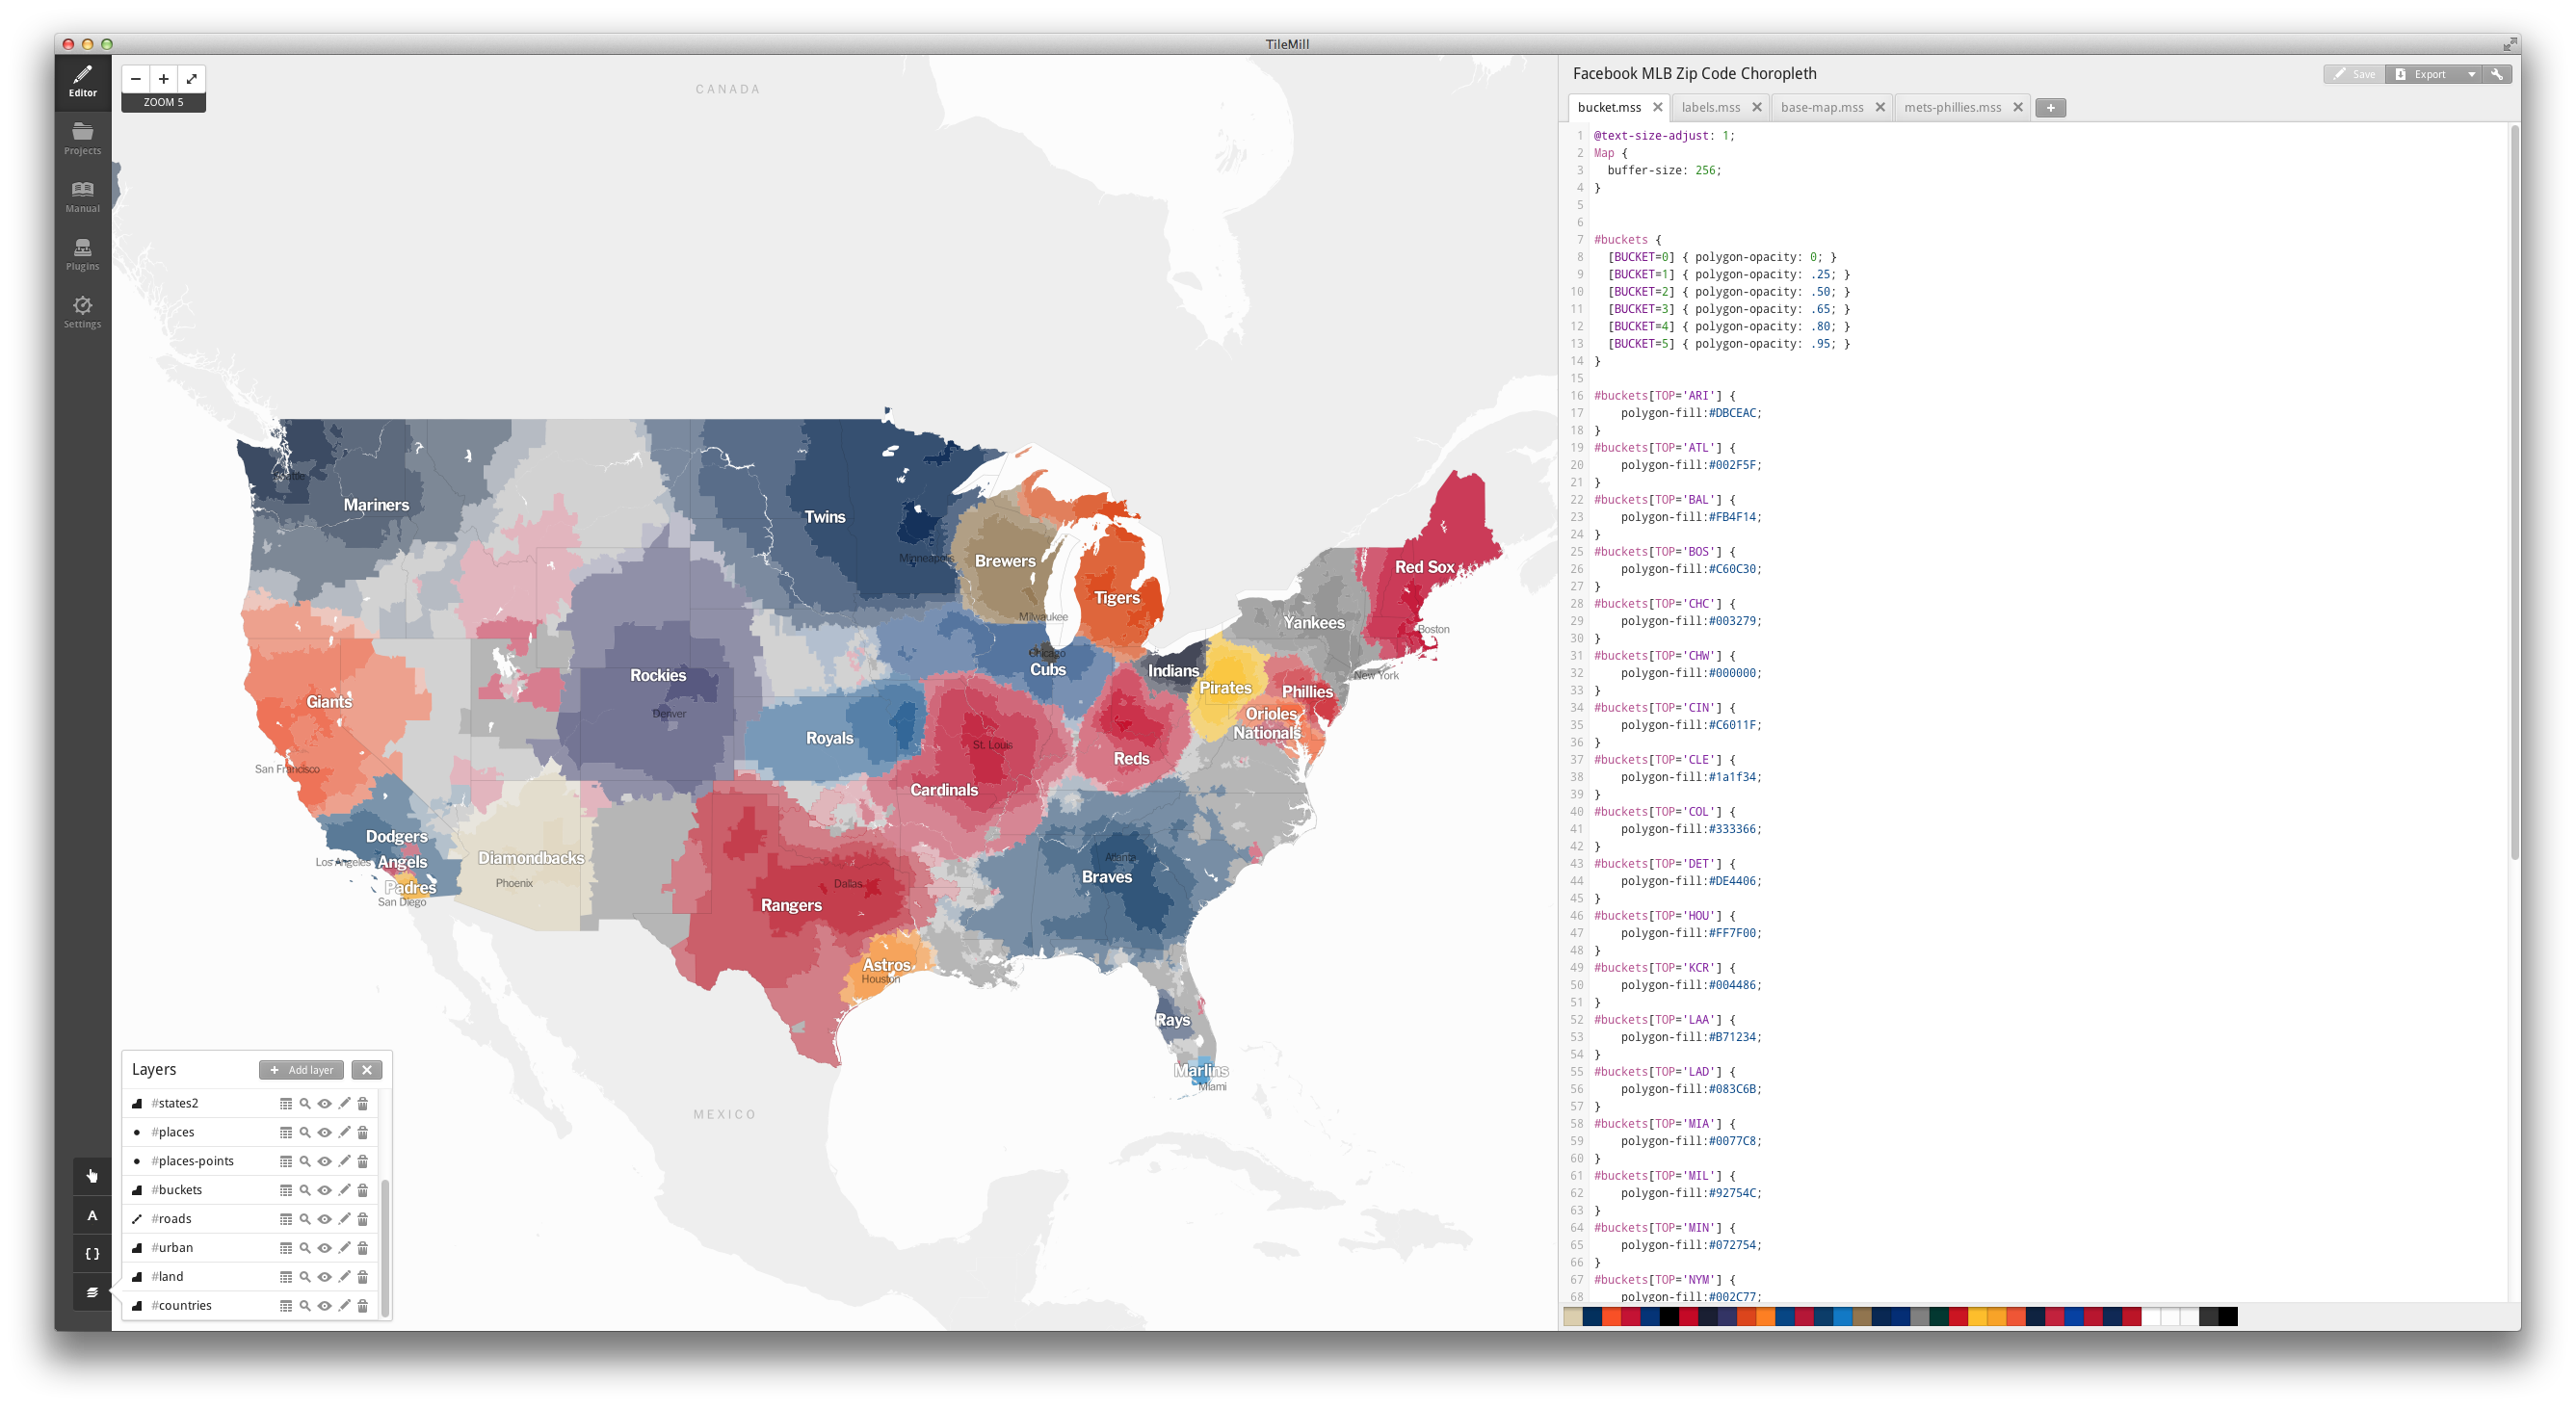 TileMill
Editor
Projects
Manual
Plugins
Settings
ZOOM 5
CANADA
Mariners
Twins
Minneapolis
Brewers
Milwaukee
Tigers
Red Sox
Boston
Yankees
New York
Chicago
Cubs
Indians
Pirates
Phillies
Orioles
Nationals
Rockies
Denver
Giants
San Francisco
Royals
St. Louis
Reds
Cardinals
Dodgers
Los Angeles
Angels
Padres
San Diego
Diamondbacks
Phoenix
Dallas
Rangers
Atlanta
Braves
Astros
Houston
Rays
Marlins
Miami
MEXICO
Layers
+ Add layer
#states2
#places
#places-points
#buckets
#roads
#urban
#land
#countries
A
{ }
Facebook MLB Zip Code Choropleth
Save Export
bucket.mss labels.mss base-map.mss mets-phillies.mss +
1 @text-size-adjust: 1;
2 Map {
3 buffer-size: 256;
4 }
5
6
7 #buckets {
8 [BUCKET=0] { polygon-opacity: 0; }
9 [BUCKET=1] { polygon-opacity: .25; }
10 [BUCKET=2] { polygon-opacity: .50; }
11 [BUCKET=3] { polygon-opacity: .65; }
12 [BUCKET=4] { polygon-opacity: .80; }
13 [BUCKET=5] { polygon-opacity: .95; }
14 }
15
16 #buckets[TOP='ARI'] {
17 polygon-fill:#DBCEAC;
18 }
19 #buckets[TOP='ATL'] {
20 polygon-fill:#002F5F;
21 }
22 #buckets[TOP='BAL'] {
23 polygon-fill:#FB4F14;
24 }
25 #buckets[TOP='BOS'] {
26 polygon-fill:#C60C30;
27 }
28 #buckets[TOP='CHC'] {
29 polygon-fill:#003279;
30 }
31 #buckets[TOP='CHW'] {
32 polygon-fill:#000000;
33 }
34 #buckets[TOP='CIN'] {
35 polygon-fill:#C6011F;
36 }
37 #buckets[TOP='CLE'] {
38 polygon-fill:#1a1f34;
39 }
40 #buckets[TOP='COL'] {
41 polygon-fill:#333366;
42 }
43 #buckets[TOP='DET'] {
44 polygon-fill:#DE4406;
45 }
46 #buckets[TOP='HOU'] {
47 polygon-fill:#FF7F00;
48 }
49 #buckets[TOP='KCR'] {
50 polygon-fill:#004486;
51 }
52 #buckets[TOP='LAA'] {
53 polygon-fill:#B71234;
54 }
55 #buckets[TOP='LAD'] {
56 polygon-fill:#083C6B;
57 }
58 #buckets[TOP='MIA'] {
59 polygon-fill:#0077C8;
60 }
61 #buckets[TOP='MIL'] {
62 polygon-fill:#92754C;
63 }
64 #buckets[TOP='MIN'] {
65 polygon-fill:#072754;
66 }
67 #buckets[TOP='NYM'] {
68 polygon-fill:#002C77;